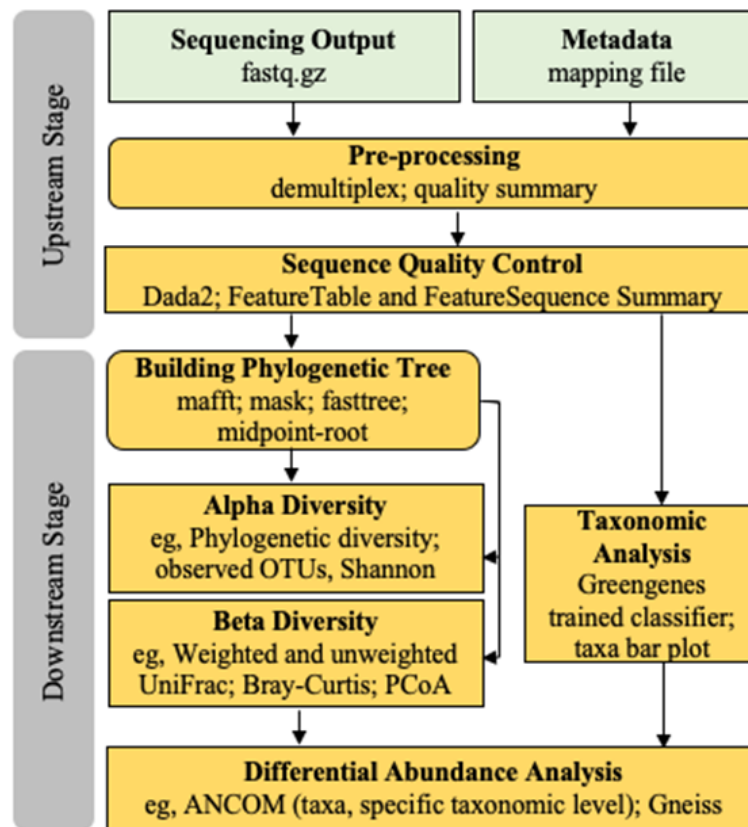 Upstream Stage
Sequencing Output
fastq.gz
Metadata
mapping file
Pre-processing
demultiplex; quality summary
Sequence Quality Control
Dada2; FeatureTable and FeatureSequence Summary
Downstream Stage
Building Phylogenetic Tree
mafft; mask; fasttree;
midpoint-root
Alpha Diversity
eg, Phylogenetic diversity;
observed OTUs, Shannon
Beta Diversity
eg, Weighted and unweighted
UniFrac; Bray-Curtis; PCoA
Taxonomic
Analysis
Greengenes
trained classifier;
taxa bar plot
Differential Abundance Analysis
eg, ANCOM (taxa, specific taxonomic level); Gneiss